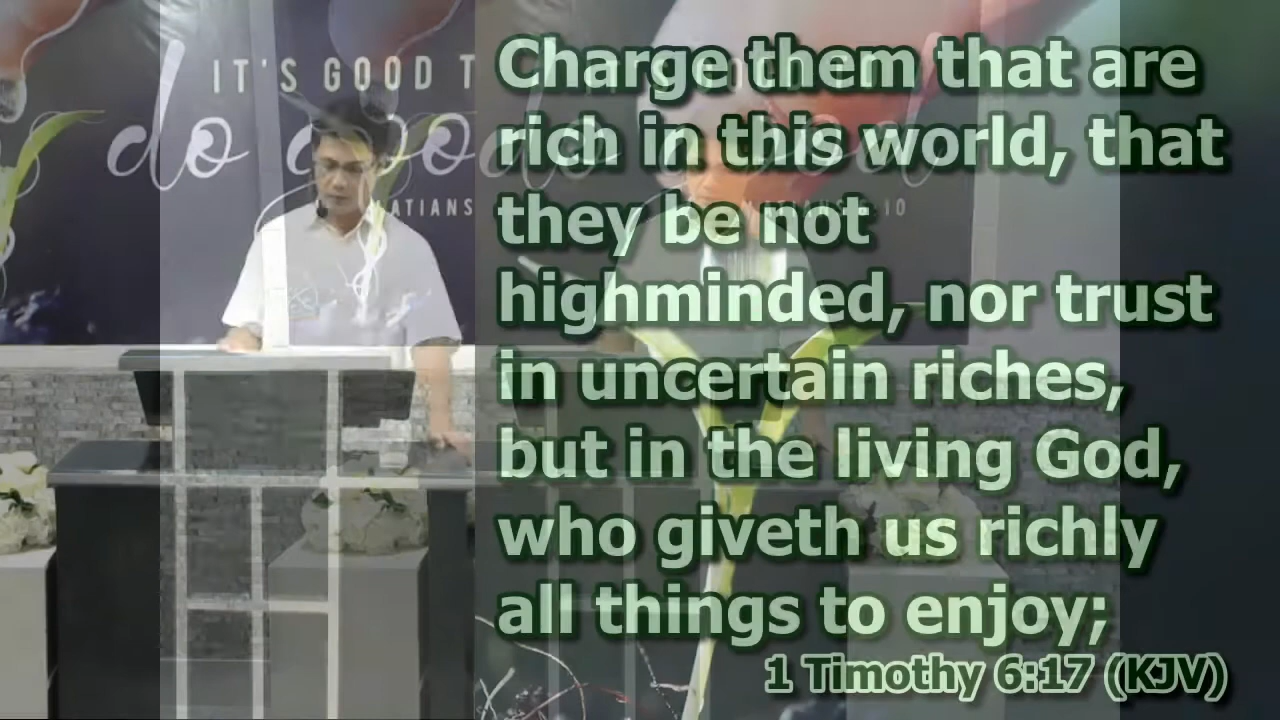 IT'S GOOD T
do good
ATIANS
Charge them that are
rich in this world, that
they be not
highminded, nor trust
in uncertain riches,
but in the living God,
who giveth us richly
all things to enjoy;
1 Timothy 6:17 (KJV)